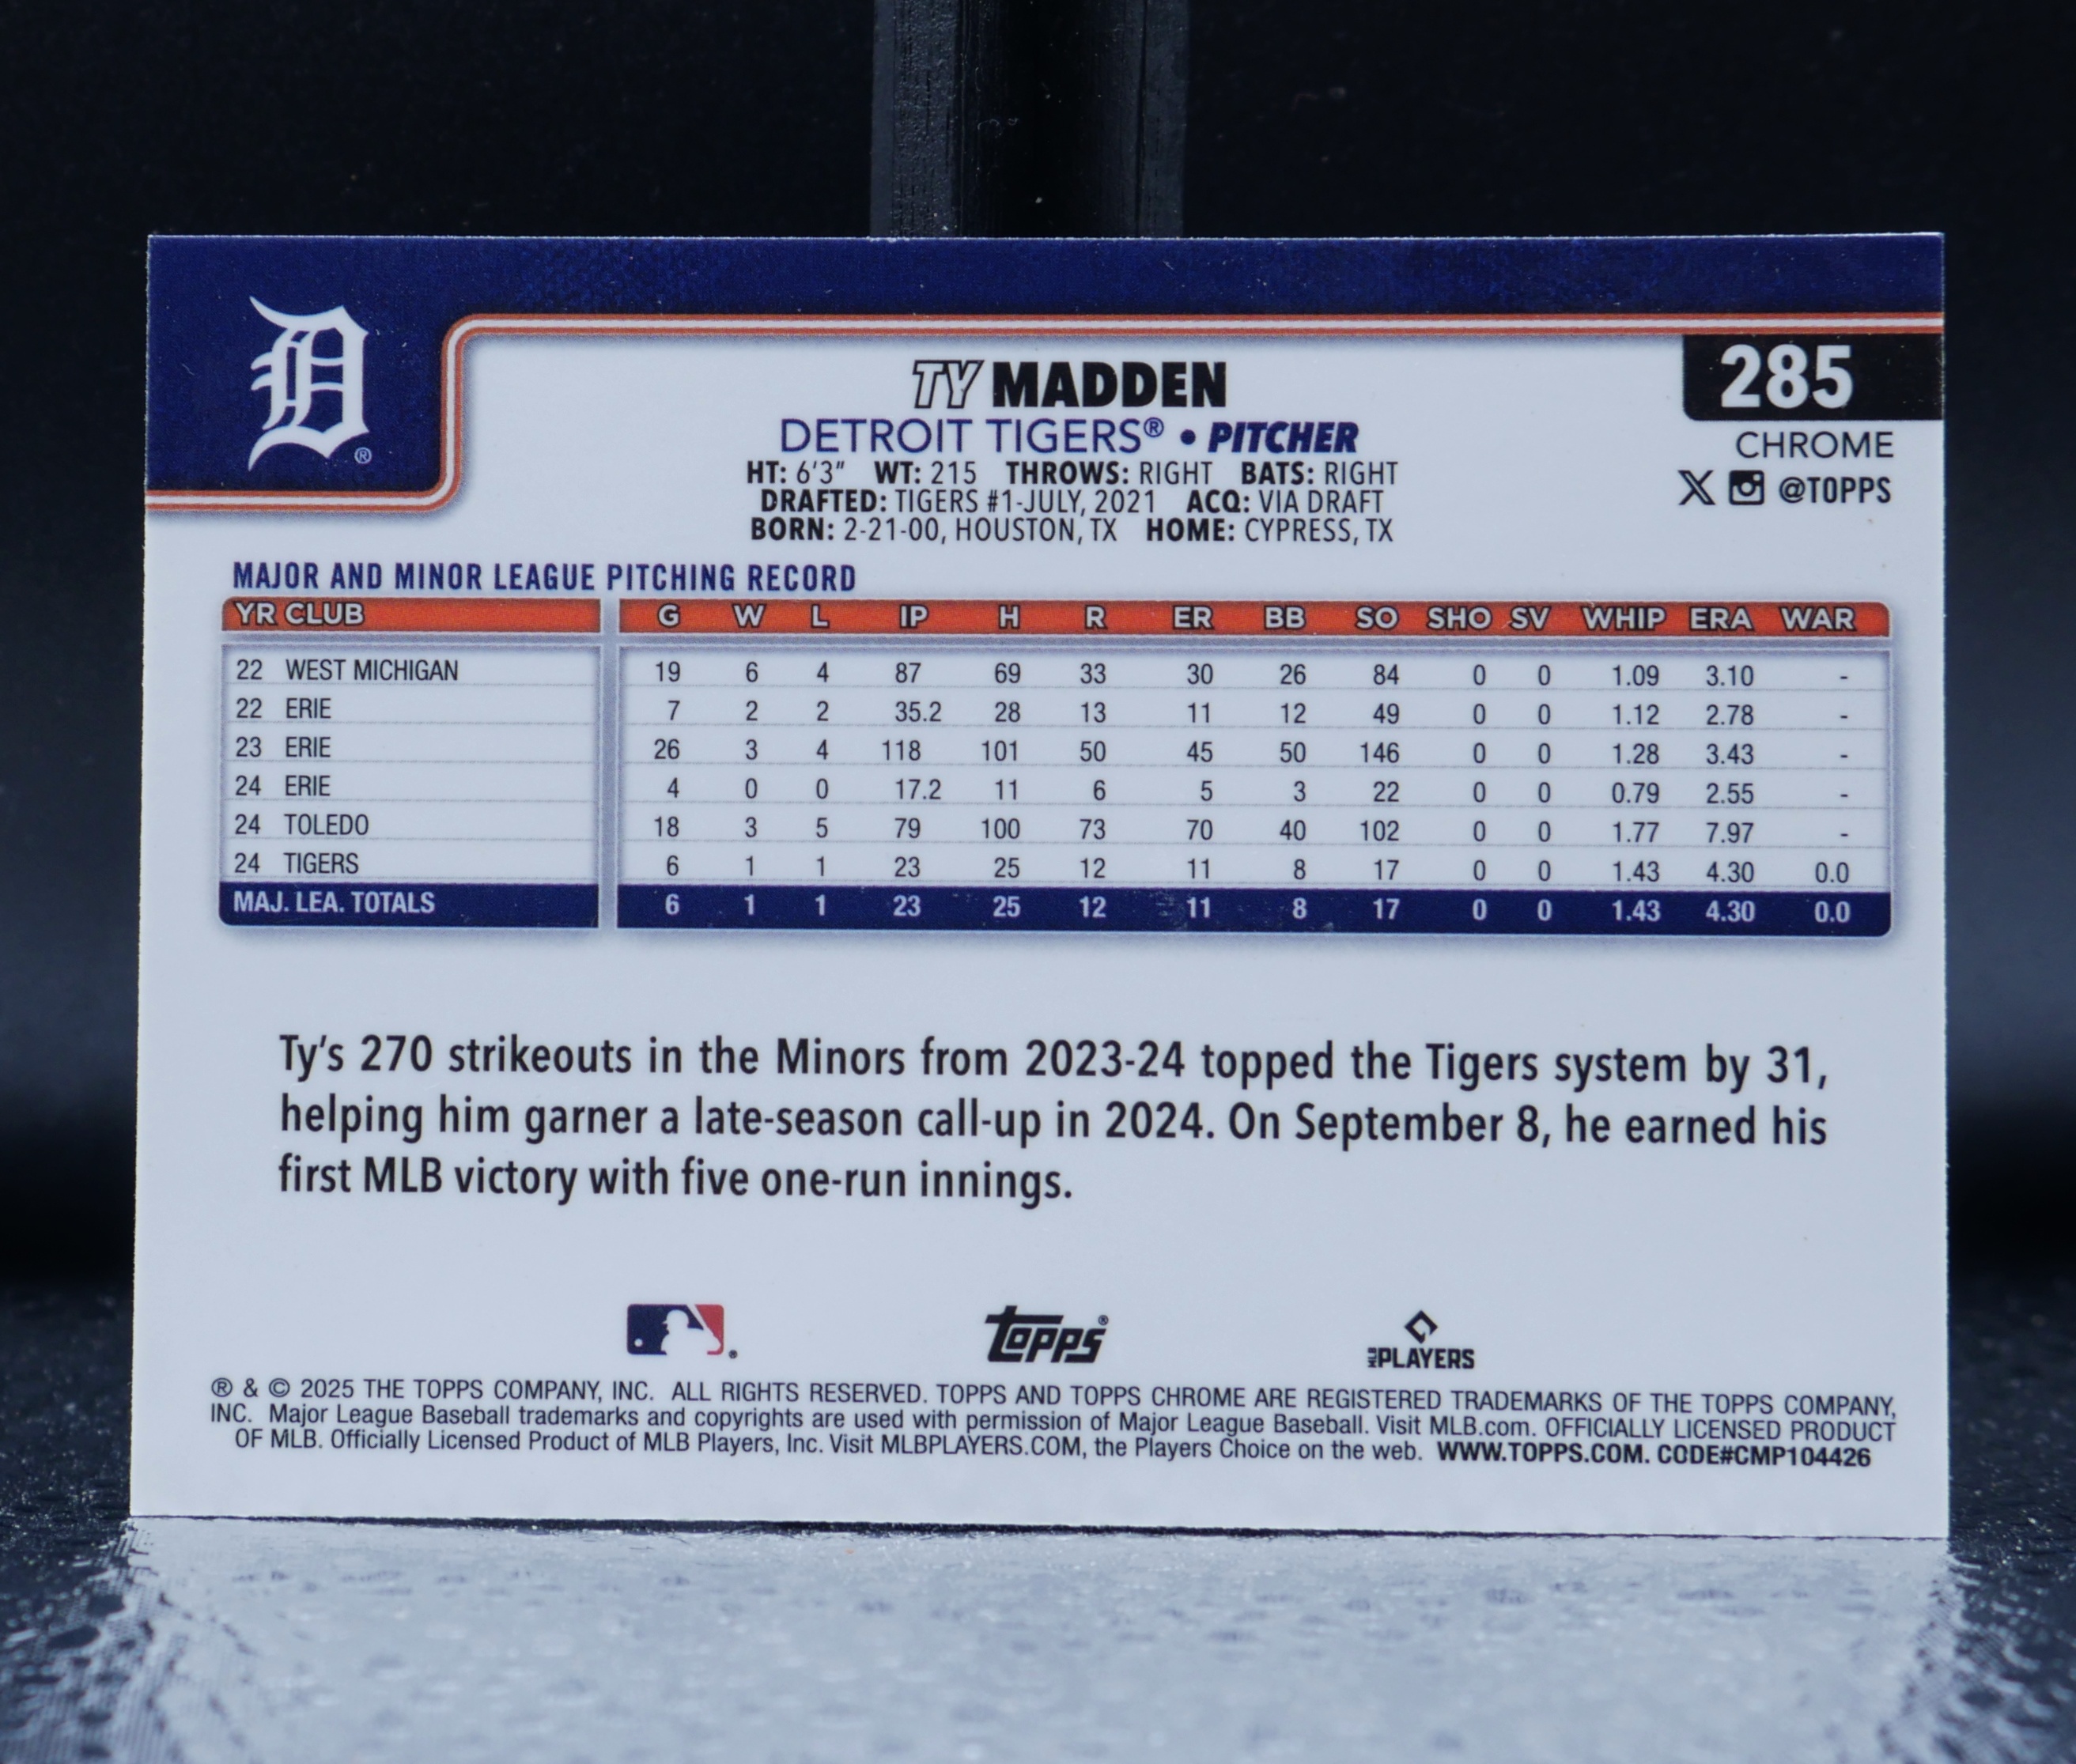 D®
TY MADDEN
285
DETROIT TIGERS® • PITCHER
CHROME
HT: 6'3" WT: 215 THROWS: RIGHT BATS: RIGHT
@TOPPS
DRAFTED: TIGERS #1-JULY, 2021 ACQ: VIA DRAFT
BORN: 2-21-00, HOUSTON, TX HOME: CYPRESS, TX
MAJOR AND MINOR LEAGUE PITCHING RECORD
YR CLUB G W L IP H R ER BB SO SHO SV WHIP ERA WAR
22 WEST MICHIGAN 19 6 4 87 69 33 30 26 84 0 0 1.09 3.10 -
22 ERIE 7 2 2 35.2 28 13 11 12 49 0 0 1.12 2.78 -
23 ERIE 26 3 4 118 101 50 45 50 146 0 0 1.28 3.43 -
24 ERIE 4 0 0 17.2 11 6 5 3 22 0 0 0.79 2.55 -
24 TOLEDO 18 3 5 79 100 73 70 40 102 0 0 1.77 7.97 -
24 TIGERS 6 1 1 23 25 12 11 8 17 0 0 1.43 4.30 0.0
MAJ. LEA. TOTALS 6 1 1 23 25 12 11 8 17 0 0 1.43 4.30 0.0
Ty's 270 strikeouts in the Minors from 2023-24 topped the Tigers system by 31,
helping him garner a late-season call-up in 2024. On September 8, he earned his
first MLB victory with five one-run innings.
Topps®
MLB PLAYERS
® & © 2025 THE TOPPS COMPANY, INC. ALL RIGHTS RESERVED. TOPPS AND TOPPS CHROME ARE REGISTERED TRADEMARKS OF THE TOPPS COMPANY,
INC. Major League Baseball trademarks and copyrights are used with permission of Major League Baseball. Visit MLB.com. OFFICIALLY LICENSED PRODUCT
OF MLB. Officially Licensed Product of MLB Players, Inc. Visit MLBPLAYERS.COM, the Players Choice on the web. WWW.TOPPS.COM. CODE#CMP104426